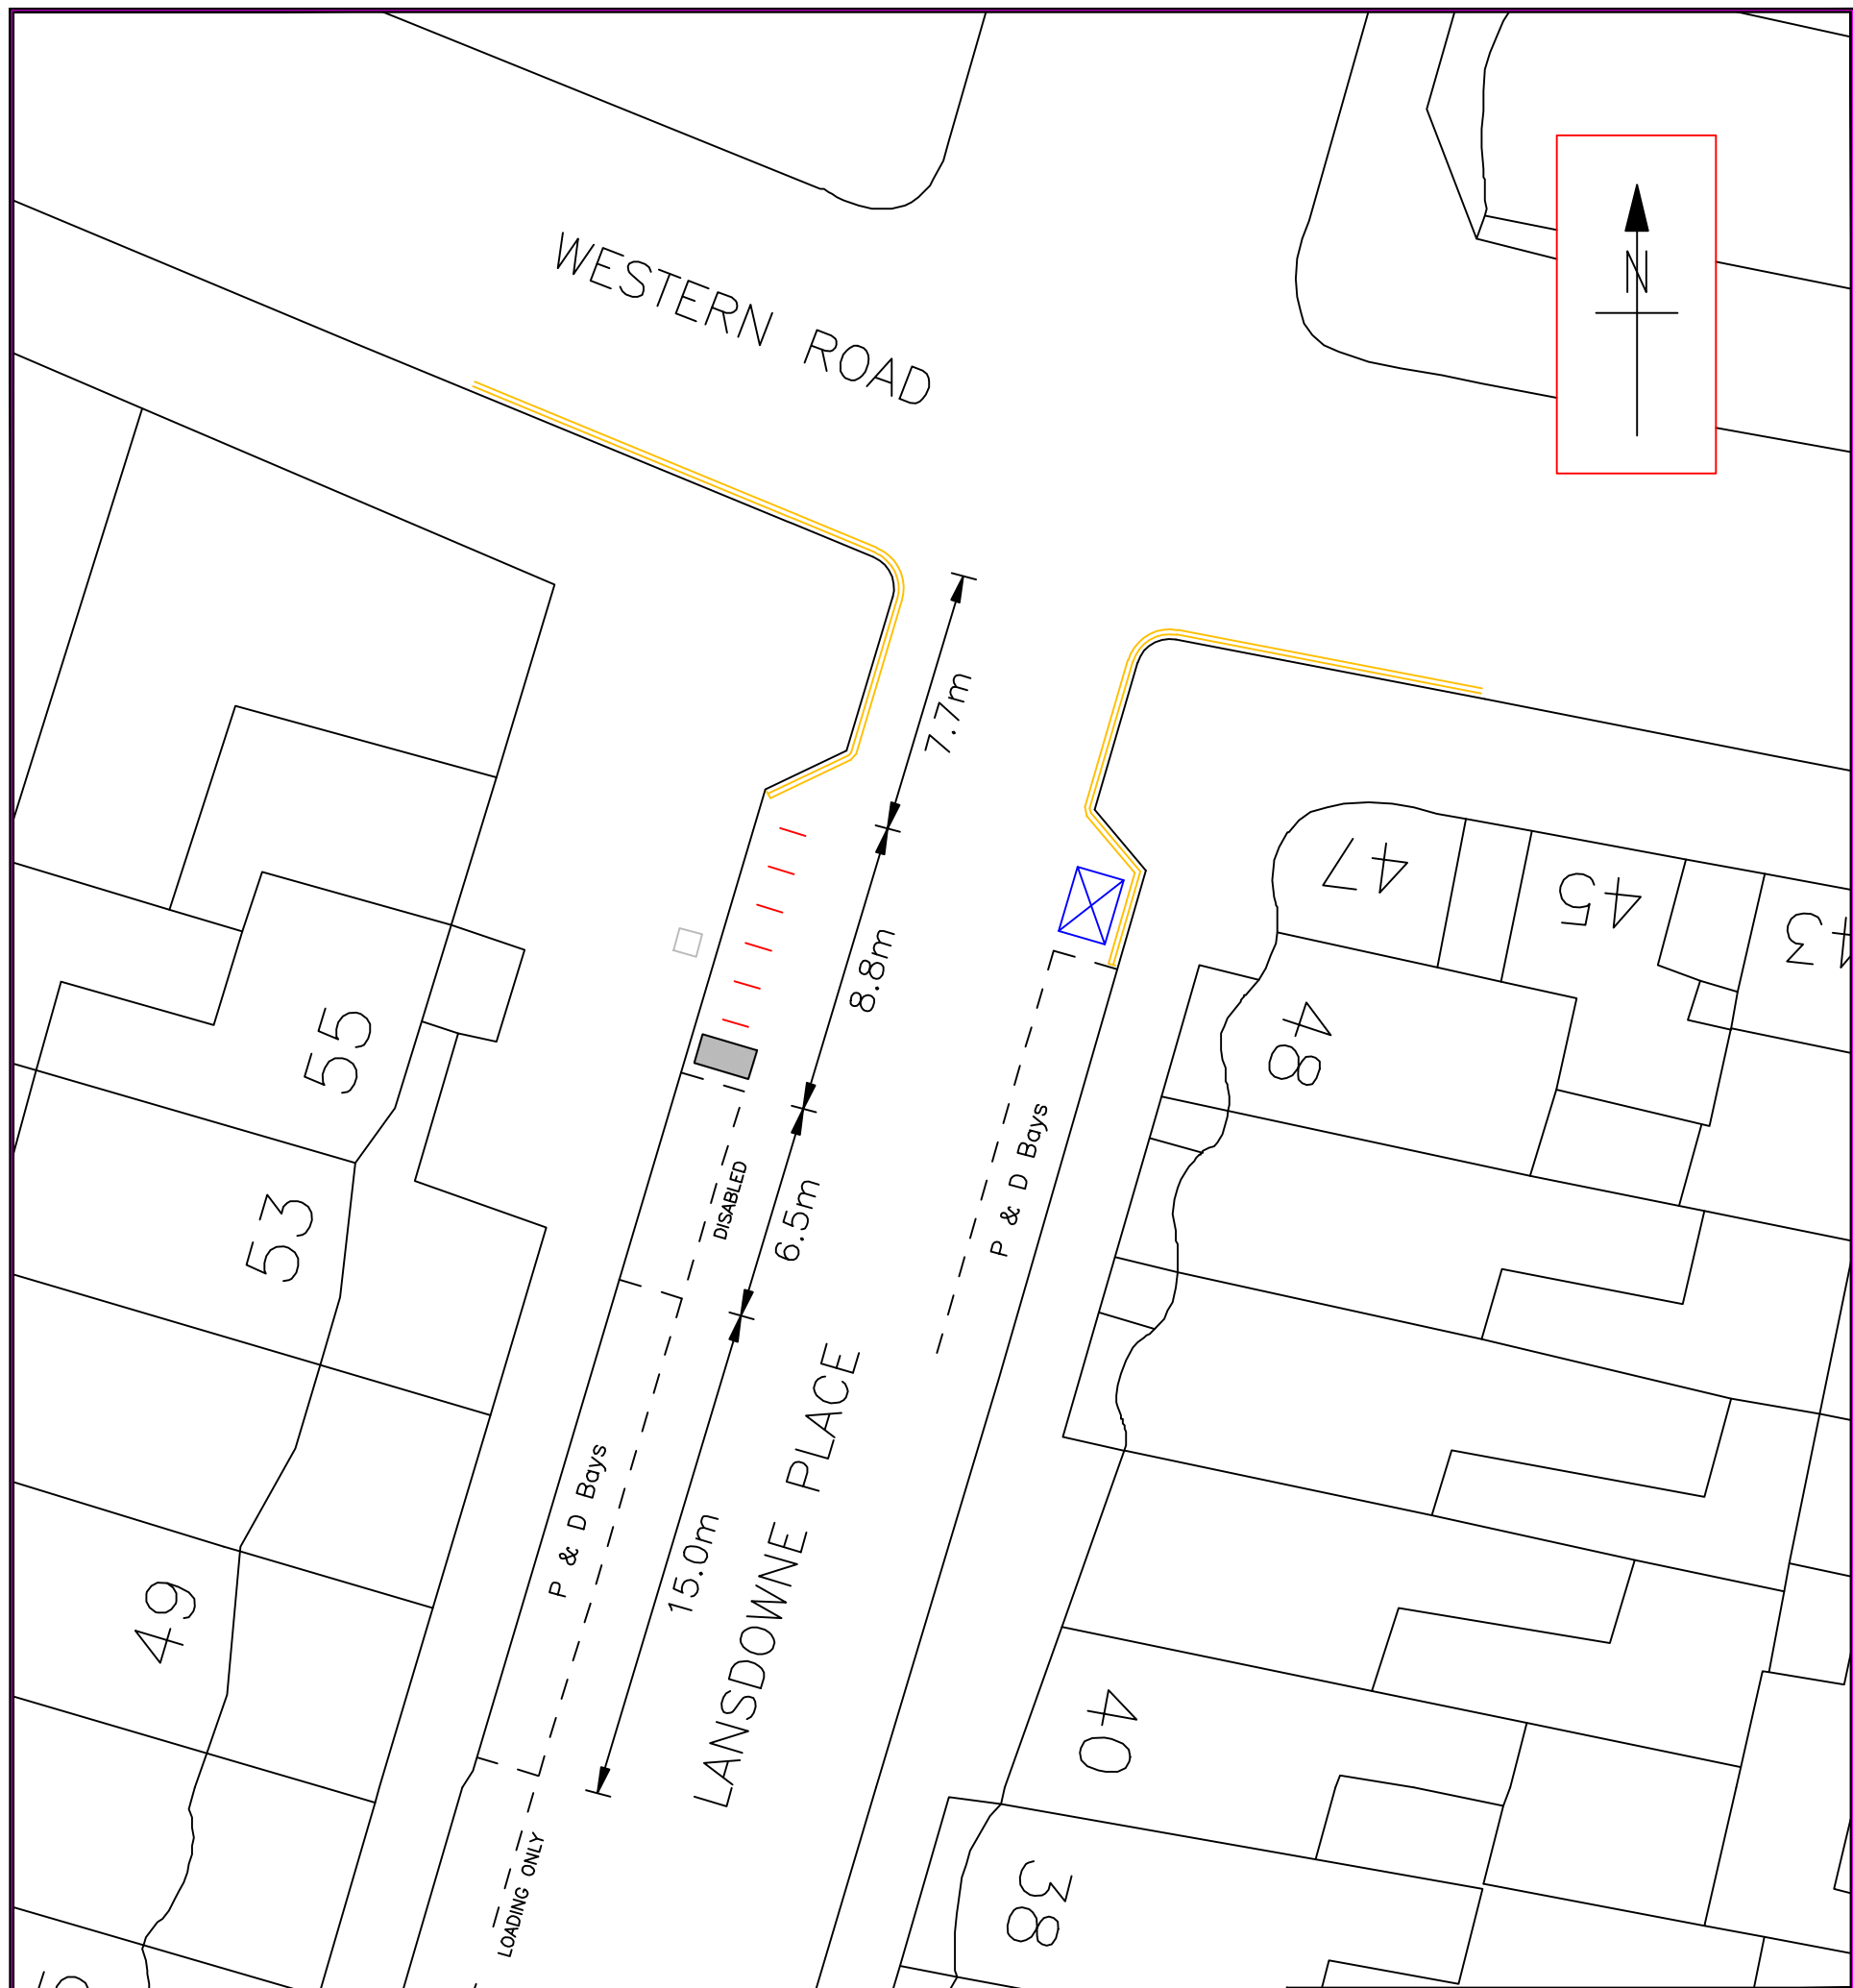 WESTERN ROAD
N
7.7m
47
45
43
8.8m
48
55
P & D Bays
DISABLED
6.5m
53
P & D Bays
15.0m
LANSDOWNE PLACE
49
40
LOADING ONLY
38